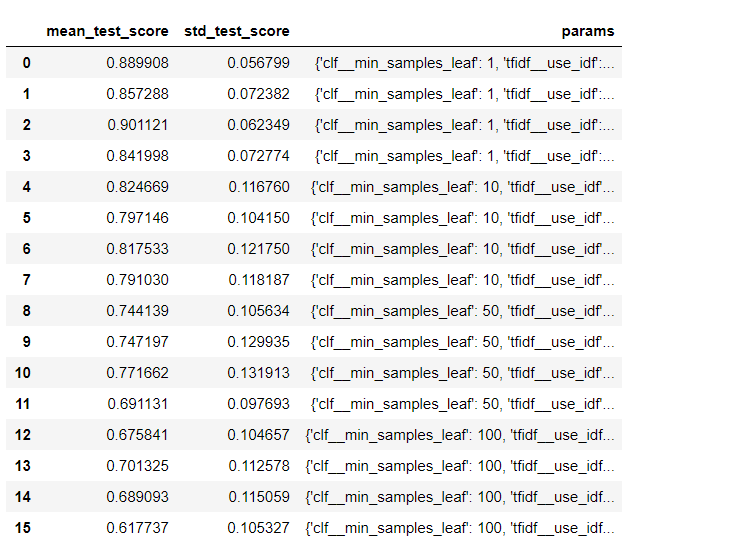 mean_test_score std_test_score params
0 0.889908 0.056799 {'clf__min_samples_leaf': 1, 'tfidf__use_idf':...
1 0.857288 0.072382 {'clf__min_samples_leaf': 1, 'tfidf__use_idf':...
2 0.901121 0.062349 {'clf__min_samples_leaf': 1, 'tfidf__use_idf':...
3 0.841998 0.072774 {'clf__min_samples_leaf': 1, 'tfidf__use_idf':...
4 0.824669 0.116760 {'clf__min_samples_leaf': 10, 'tfidf__use_idf'...
5 0.797146 0.104150 {'clf__min_samples_leaf': 10, 'tfidf__use_idf'...
6 0.817533 0.121750 {'clf__min_samples_leaf': 10, 'tfidf__use_idf'...
7 0.791030 0.118187 {'clf__min_samples_leaf': 10, 'tfidf__use_idf'...
8 0.744139 0.105634 {'clf__min_samples_leaf': 50, 'tfidf__use_idf'...
9 0.747197 0.129935 {'clf__min_samples_leaf': 50, 'tfidf__use_idf'...
10 0.771662 0.131913 {'clf__min_samples_leaf': 50, 'tfidf__use_idf'...
11 0.691131 0.097693 {'clf__min_samples_leaf': 50, 'tfidf__use_idf'...
12 0.675841 0.104657 {'clf__min_samples_leaf': 100, 'tfidf__use_idf...
13 0.701325 0.112578 {'clf__min_samples_leaf': 100, 'tfidf__use_idf...
14 0.689093 0.115059 {'clf__min_samples_leaf': 100, 'tfidf__use_idf...
15 0.617737 0.105327 {'clf__min_samples_leaf': 100, 'tfidf__use_idf...